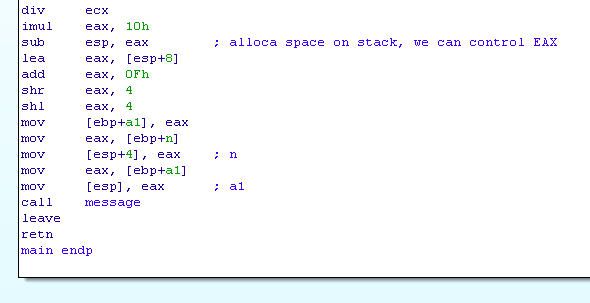 div     ecx
imul    eax, 10h
sub     esp, eax        ; alloca space on stack, we can control EAX
lea     eax, [esp+8]
add     eax, 0Fh
shr     eax, 4
shl     eax, 4
mov     [ebp+a1], eax
mov     eax, [ebp+n]
mov     [esp+4], eax    ; n
mov     eax, [ebp+a1]
mov     [esp], eax      ; a1
call    message
leave
retn
main endp